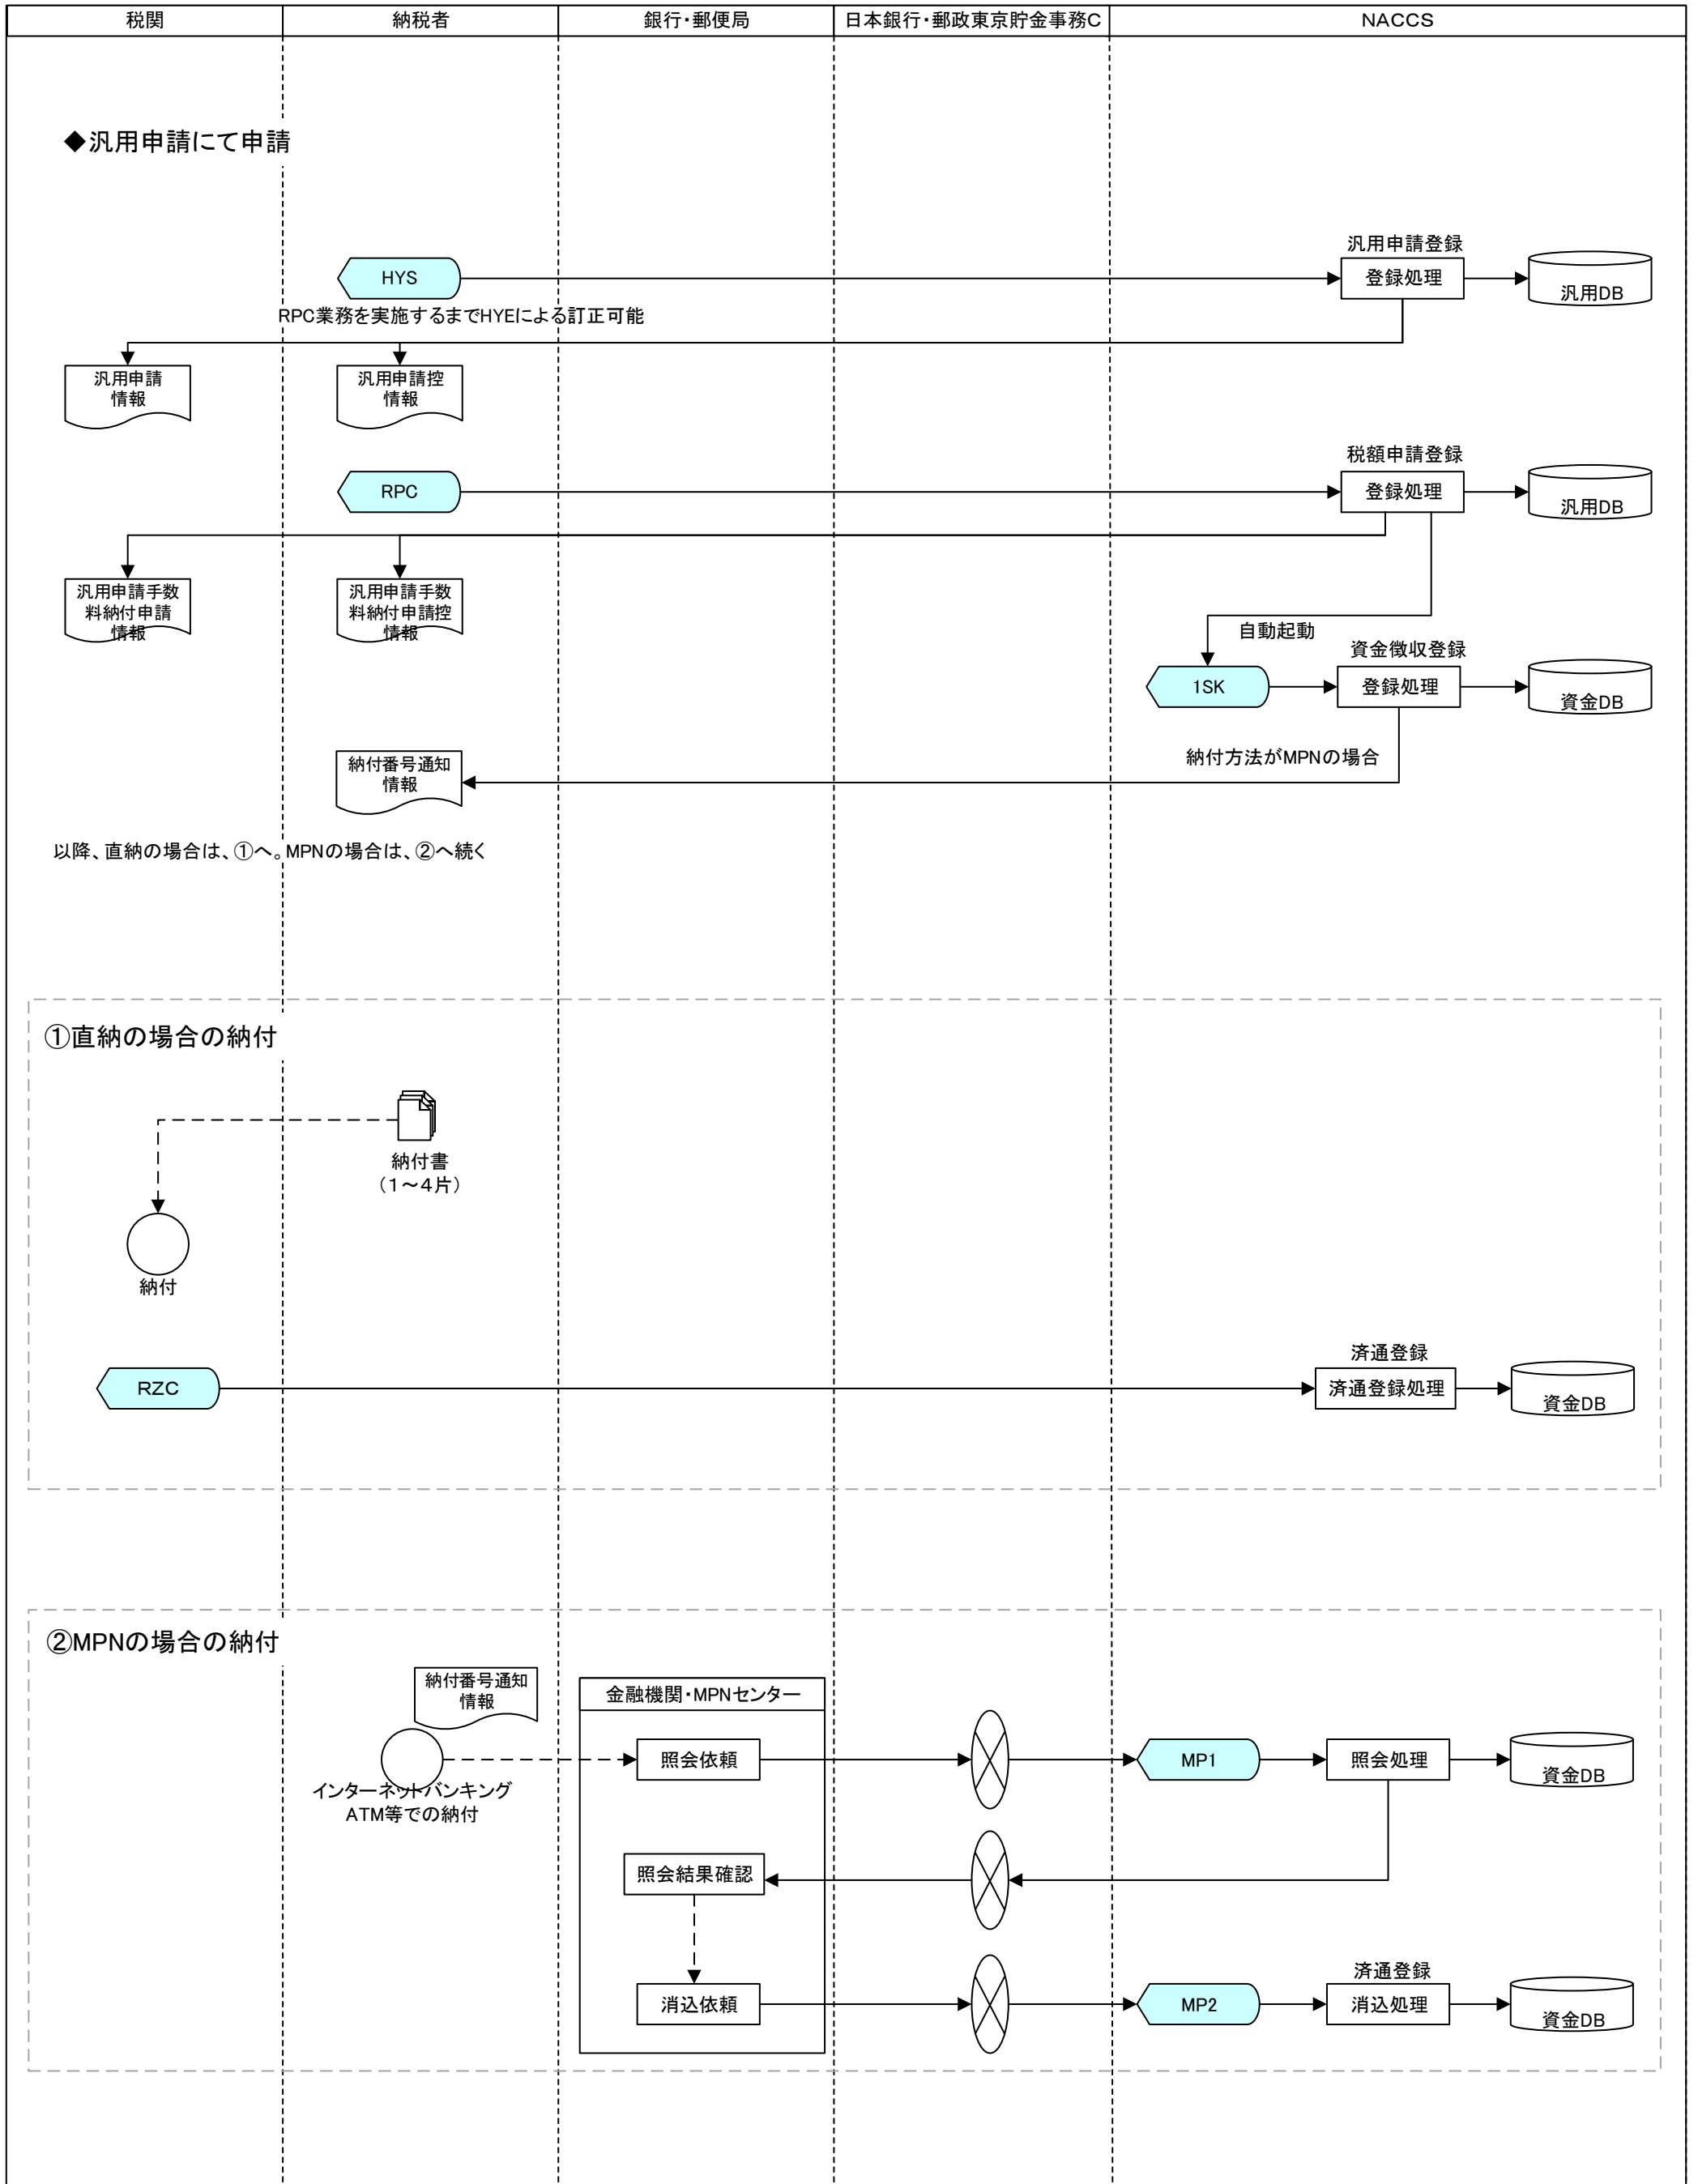 税関
納税者
銀行・郵便局
日本銀行・郵政東京貯金事務C
NACCS
◆汎用申請にて申請
汎用申請登録
HYS
登録処理
汎用DB
RPC業務を実施するまでHYEによる訂正可能
汎用申請
情報
汎用申請控
情報
税額申請登録
RPC
登録処理
汎用DB
汎用申請手数
料納付申請
情報
汎用申請手数
料納付申請控
情報
自動起動
資金徴収登録
1SK
登録処理
資金DB
納付方法がMPNの場合
納付番号通知
情報
以降、直納の場合は、①へ。MPNの場合は、②へ続く
①直納の場合の納付
納付書
（1～4片）
納付
済通登録
RZC
済通登録処理
資金DB
②MPNの場合の納付
納付番号通知
情報
金融機関・MPNセンター
照会依頼
MP1
照会処理
資金DB
インターネットバンキング
ATM等での納付
照会結果確認
済通登録
消込依頼
MP2
消込処理
資金DB